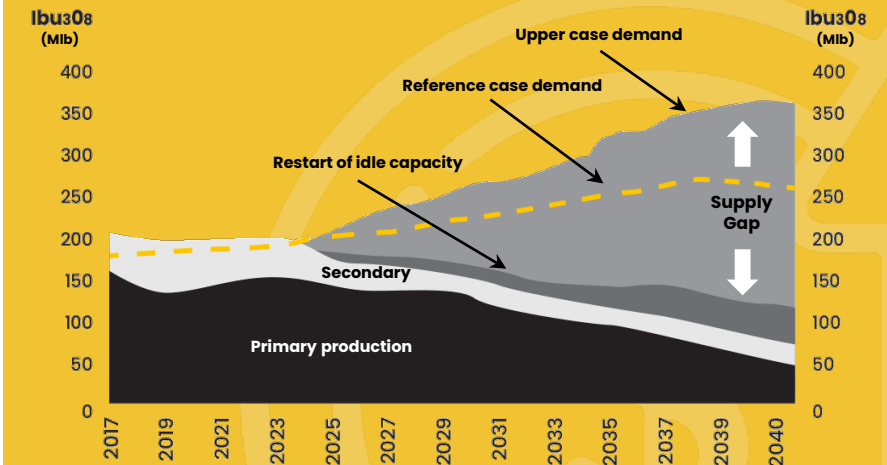 lbu3o8
(Mlb)
lbu3o8
(Mlb)
Upper case demand
Reference case demand
Restart of idle capacity
Supply
Gap
Secondary
Primary production
400
350
300
250
200
150
100
50
0
400
350
300
250
200
150
100
50
0
2017
2019
2021
2023
2025
2027
2029
2031
2033
2035
2037
2039
2040